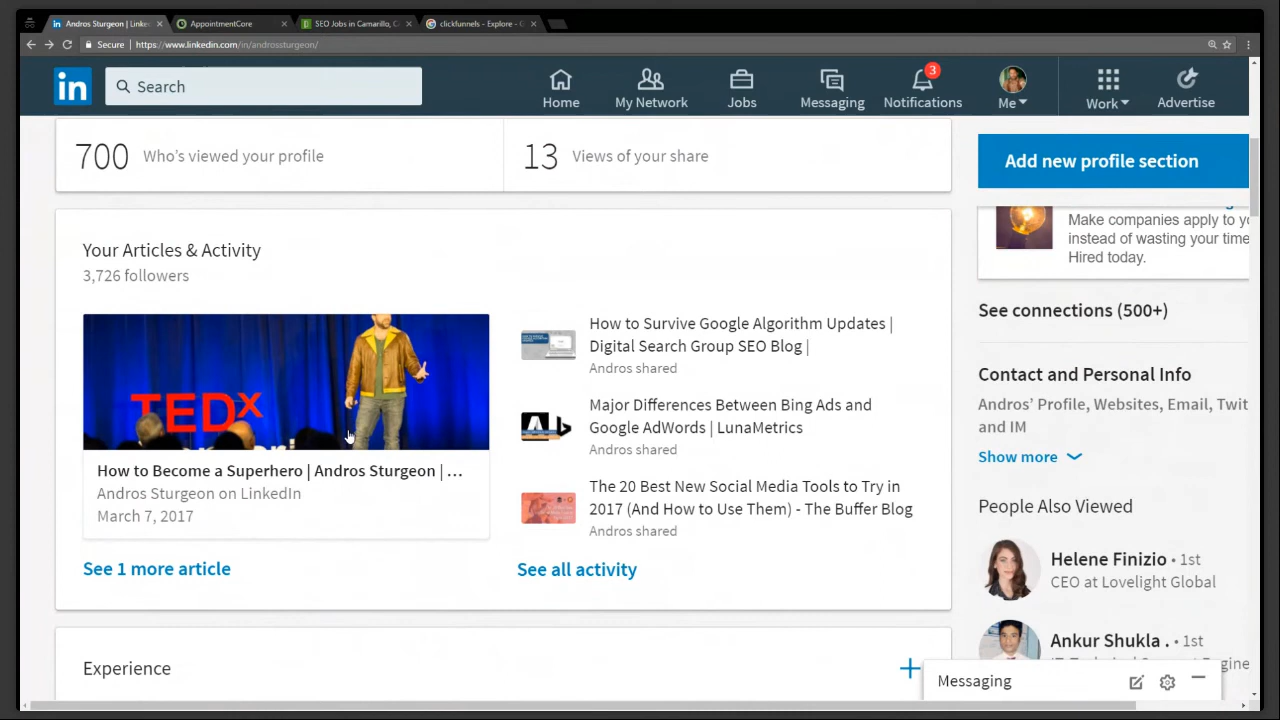 Andros Sturgeon | Linke
AppointmentCore
SEO Jobs in Camarillo, C
clickfunnels - Explore - G
Secure
https://www.linkedin.com/in/androssturgeon/
in
Search
Home
My Network
Jobs
Messaging
3
Notifications
Me
Work
Advertise
700 Who's viewed your profile
13 Views of your share
Add new profile section
Make companies apply to yo
instead of wasting your time
Hired today.
Your Articles & Activity
3,726 followers
TEDx
How to Become a Superhero | Andros Sturgeon | ...
Andros Sturgeon on LinkedIn
March 7, 2017
See 1 more article
How to Survive Google Algorithm Updates |
Digital Search Group SEO Blog |
Andros shared
Major Differences Between Bing Ads and
Google AdWords | LunaMetrics
Andros shared
The 20 Best New Social Media Tools to Try in
2017 (And How to Use Them) - The Buffer Blog
Andros shared
See all activity
See connections (500+)
Contact and Personal Info
Andros' Profile, Websites, Email, Twit
and IM
Show more
People Also Viewed
Helene Finizio • 1st
CEO at Lovelight Global
Ankur Shukla . • 1st
Experience
Messaging